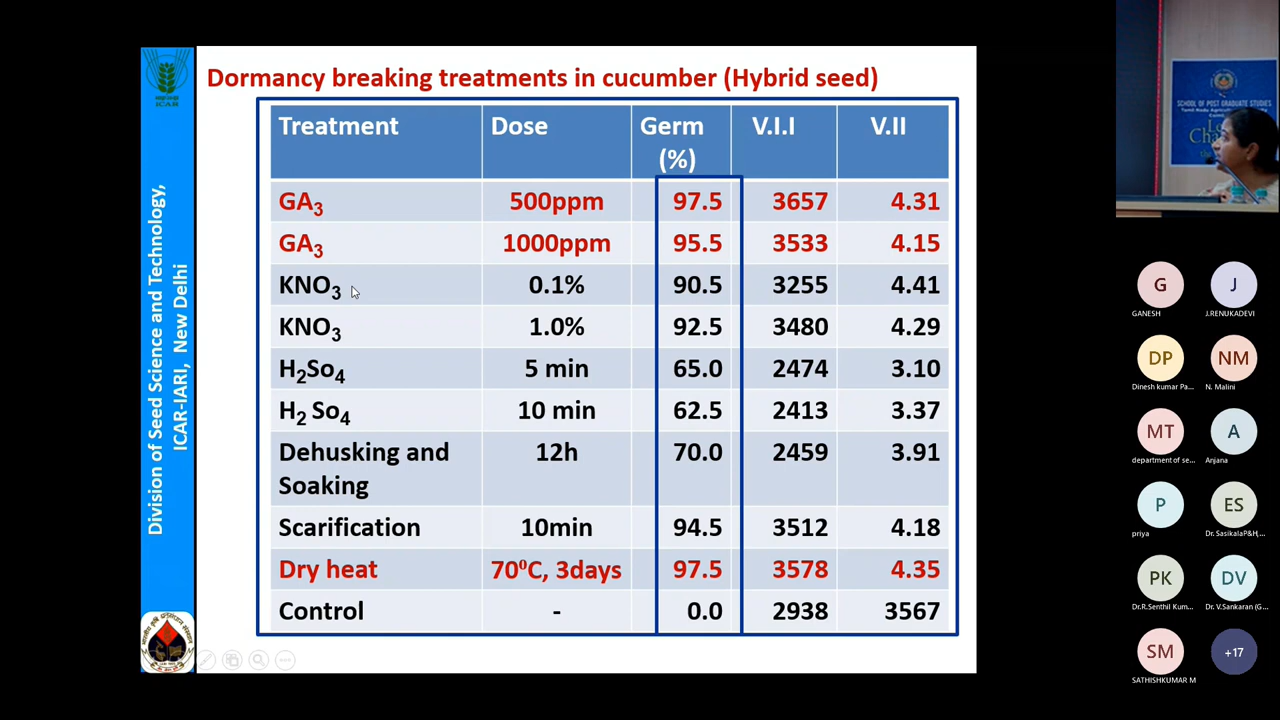 Dormancy breaking treatments in cucumber (Hybrid seed)
Treatment Dose Germ (%) V.I.I V.II
GA3 500ppm 97.5 3657 4.31
GA3 1000ppm 95.5 3533 4.15
KNO3 0.1% 90.5 3255 4.41
KNO3 1.0% 92.5 3480 4.29
H2So4 5 min 65.0 2474 3.10
H2 So4 10 min 62.5 2413 3.37
Dehusking and Soaking 12h 70.0 2459 3.91
Scarification 10min 94.5 3512 4.18
Dry heat 70⁰C, 3days 97.5 3578 4.35
Control - 0.0 2938 3567
Division of Seed Science and Technology,
ICAR-IARI, New Delhi
ICAR
SCHOOL OF POST GRADUATE STUDIES
G
GANESH
J
J.RENUKADEVI
DP
Dinesh kumar Pa...
NM
N. Malini
MT
department of se...
A
Anjana
P
priya
ES
Dr. SasikalaP&H,...
PK
Dr.R.Senthil Kum...
DV
Dr. V.Sankaran (G...
SM
SATHISHKUMAR M
+17